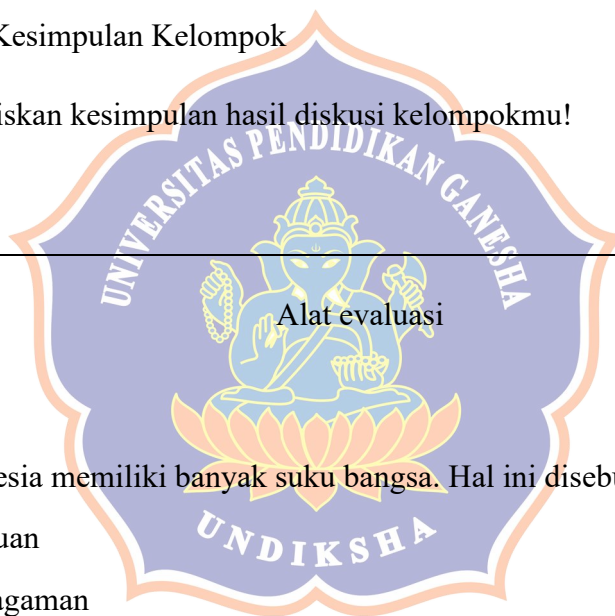 Kesimpulan Kelompok
iskan kesimpulan hasil diskusi kelompokmu!
UNIVERSITAS PENDIDIKAN GANESHA
Alat evaluasi
esia memiliki banyak suku bangsa. Hal ini diseb
uan
UNDIKSHA
agaman